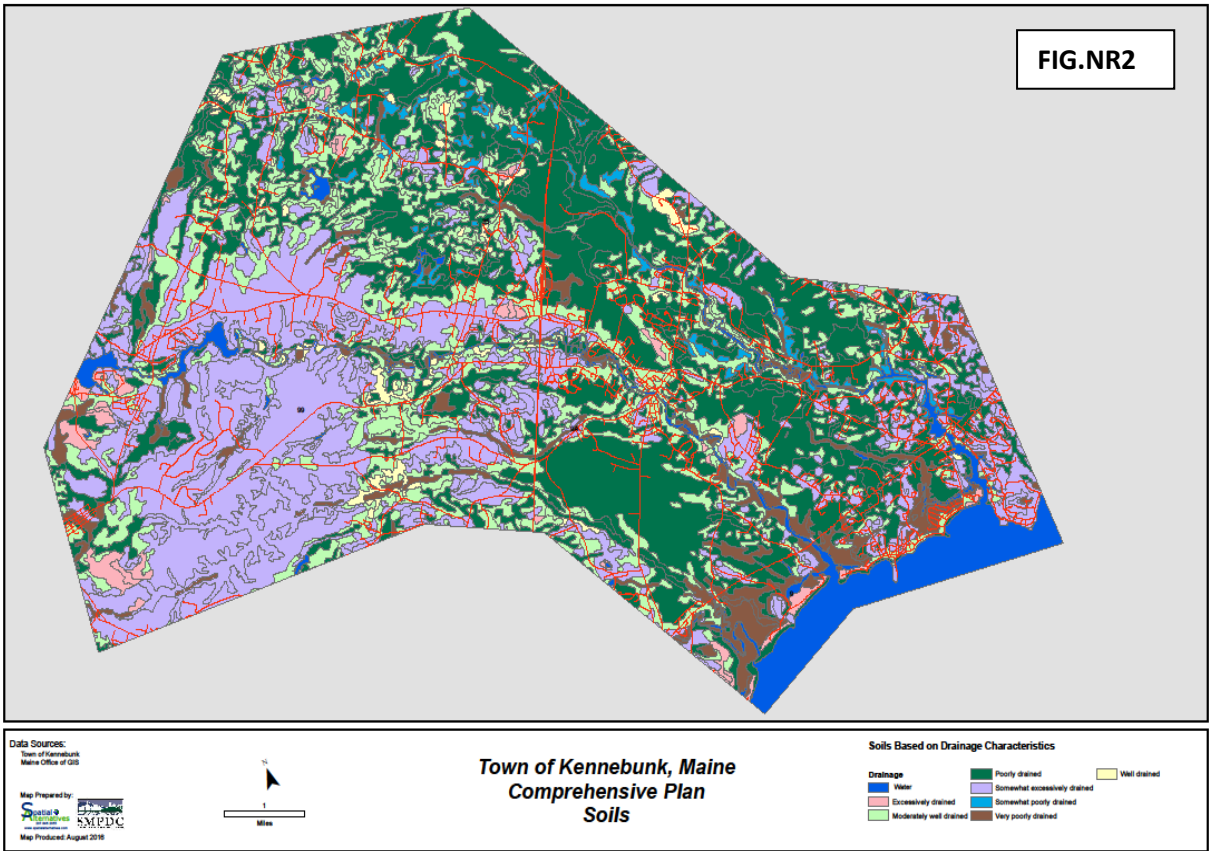 FIG.NR2
99
Data Sources:
Town of Kennebunk
Maine Office of GIS
Map Prepared by:
Spatial
Alternatives
SMPDC
Map Produced: August 2016
N
1
Miles
Town of Kennebunk, Maine
Comprehensive Plan
Soils
Soils Based on Drainage Characteristics
Drainage
Water
Excessively drained
Moderately well drained
Poorly drained
Somewhat excessively drained
Somewhat poorly drained
Very poorly drained
Well drained